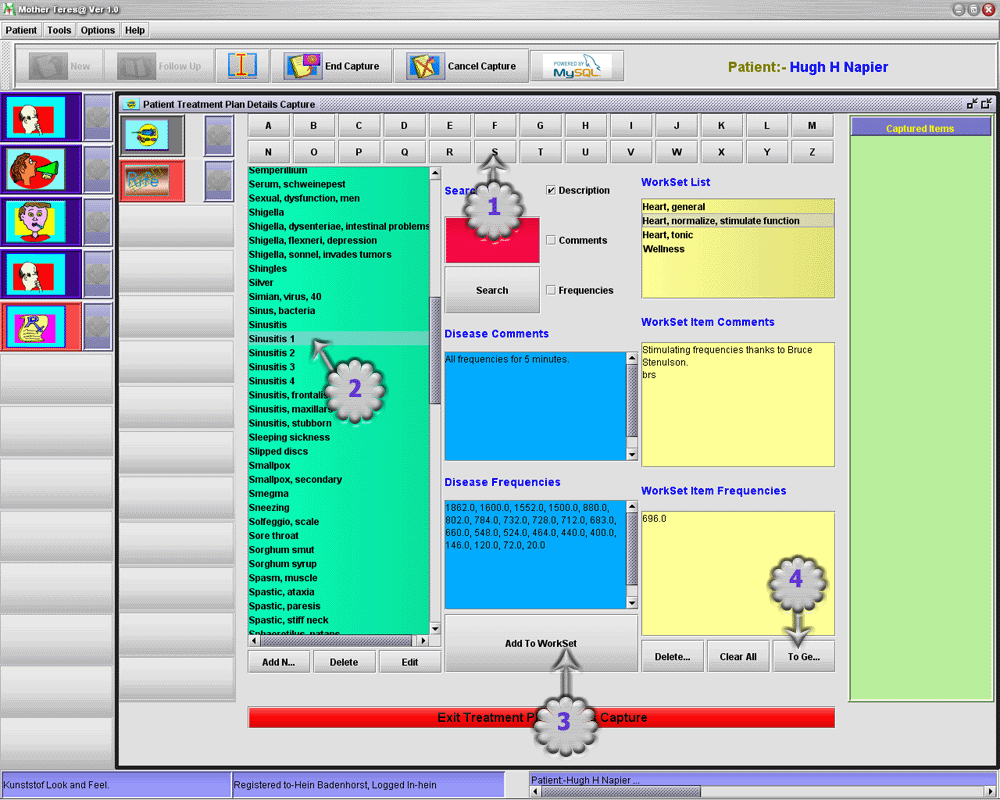 Mother Teres@ Ver 1.0
Patient Tools Options Help
New
Follow Up
End Capture
Cancel Capture
POWERED BY
MySQL
Patient:- Hugh H Napier
Patient Treatment Plan Details Capture
Rife
A B C D E F G H I J K L M
N O P Q R S T U V W X Y Z
Semperillium
Serum, schweinepest
Sexual, dysfunction, men
Shigella
Shigella, dysenteriae, intestinal problems
Shigella, flexneri, depression
Shigella, sonnel, invades tumors
Shingles
Silver
Simian, virus, 40
Sinus, bacteria
Sinusitis
Sinusitis 1
Sinusitis 2
Sinusitis 3
Sinusitis 4
Sinusitis, frontalis
Sinusitis, maxillaris
Sinusitis, stubborn
Sleeping sickness
Slipped discs
Smallpox
Smallpox, secondary
Smegma
Sneezing
Solfeggio, scale
Sore throat
Sorghum smut
Sorghum syrup
Spasm, muscle
Spastic, ataxia
Spastic, paresis
Spastic, stiff neck
Sphaerotilus, natans
Add N...
Delete
Edit
1
2
3
4
Description
Comments
Search
Frequencies
Disease Comments
All frequencies for 5 minutes.
Disease Frequencies
1862.0, 1600.0, 1552.0, 1500.0, 880.0,
802.0, 784.0, 732.0, 728.0, 712.0, 683.0,
660.0, 548.0, 524.0, 464.0, 440.0, 400.0,
146.0, 120.0, 72.0, 20.0
Add To WorkSet
WorkSet List
Heart, general
Heart, normalize, stimulate function
Heart, tonic
Wellness
WorkSet Item Comments
Stimulating frequencies thanks to Bruce
Stenulson.
brs
WorkSet Item Frequencies
696.0
Delete...
Clear All
To Ge...
Captured Items
Exit Treatment Capture
Kunststof Look and Feel.
Registered to-Hein Badenhorst, Logged In-hein
Patient:-Hugh H Napier ...